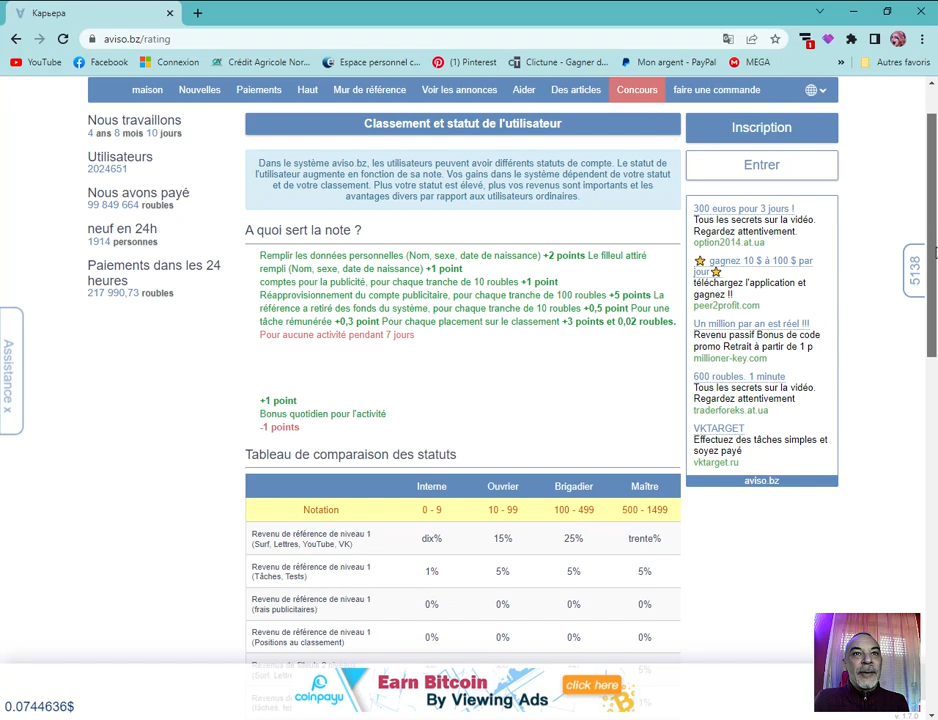 Карьера
aviso.bz/rating
1
YouTube
Facebook
Connexion
Crédit Agricole Nor...
Espace personnel c...
(1) Pinterest
Clictune - Gagner d...
Mon argent - PayPal
MEGA
»
Autres favoris
maison
Nouvelles
Paiements
Haut
Mur de référence
Voir les annonces
Aider
Des articles
Concours
faire une commande
Nous travaillons
4 ans 8 mois 10 jours
Utilisateurs
2024651
Nous avons payé
99 849 664 roubles
neuf en 24h
1914 personnes
Paiements dans les 24
heures
217 990,73 roubles
Assistance x
Classement et statut de l'utilisateur
Dans le système aviso.bz, les utilisateurs peuvent avoir différents statuts de compte. Le statut de
l'utilisateur augmente en fonction de sa note. Vos gains dans le système dépendent de votre statut
et de votre classement. Plus votre statut est élevé, plus vos revenus sont importants et les
avantages divers par rapport aux utilisateurs ordinaires.
A quoi sert la note ?
Remplir les données personnelles (Nom, sexe, date de naissance) +2 points Le filleul attiré
rempli (Nom, sexe, date de naissance) +1 point
comptes pour la publicité, pour chaque tranche de 10 roubles +1 point
Réapprovisionnement du compte publicitaire, pour chaque tranche de 100 roubles +5 points La
référence a retiré des fonds du système, pour chaque tranche de 10 roubles +0,5 point Pour une
tâche rémunérée +0,3 point Pour chaque placement sur le classement +3 points et 0,02 roubles.
Pour aucune activité pendant 7 jours
+1 point
Bonus quotidien pour l'activité
-1 points
Tableau de comparaison des statuts
Interne Ouvrier Brigadier Maître
Notation 0 - 9 10 - 99 100 - 499 500 - 1499
Revenu de référence de niveau 1
(Surf, Lettres, YouTube, VK) dix% 15% 25% trente%
Revenu de référence de niveau 1
(Tâches, Tests) 1% 5% 5% 5%
Revenu de référence de niveau 1
(frais publicitaires) 0% 0% 0% 0%
Revenu de référence de niveau 1
(Positions au classement) 0% 0% 0% 0%
Inscription
Entrer
300 euros pour 3 jours !
Tous les secrets sur la vidéo.
Regardez attentivement.
option2014.at.ua
gagnez 10 $ à 100 $ par
jour
téléchargez l'application et
gagnez !!
peer2profit.com
Un million par an est réel !!!
Revenu passif Bonus de code
promo Retrait à partir de 1 p
millioner-key.com
600 roubles. 1 minute
Tous les secrets sur la vidéo.
Regardez attentivement
traderforeks.at.ua
VKTARGET
Effectuez des tâches simples et
soyez payé
vktarget.ru
aviso.bz
5138
coinpayu
Earn Bitcoin
By Viewing Ads
click here
0.0744636$
v. 1.7.0